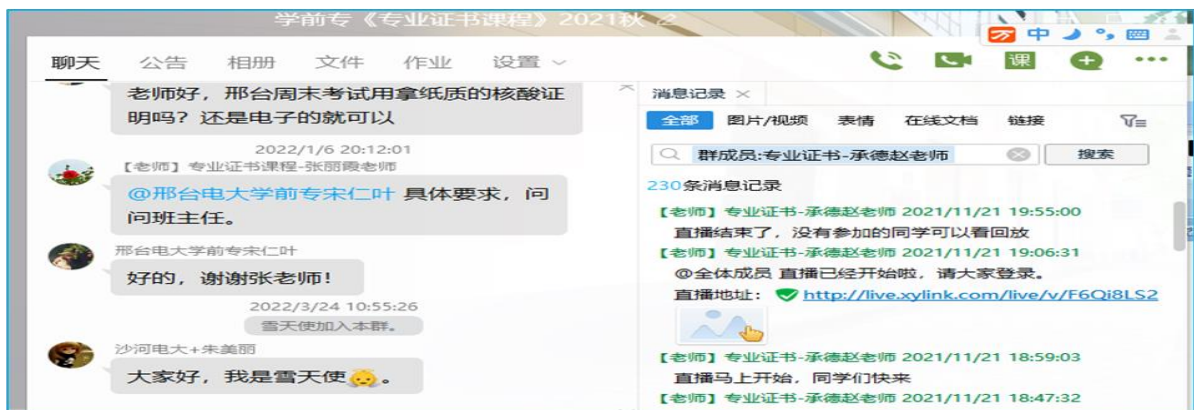 学前专《专业证书课程》2021秋
中
聊天 公告 相册 文件 作业 设置
课
老师好，邢台周末考试用拿纸质的核酸证
明吗？还是电子的就可以
2022/1/6 20:12:01
【老师】专业证书课程-张丽霞老师
@邢台电大学前专宋仁叶 具体要求，问
问班主任。
邢台电大学前专宋仁叶
好的，谢谢张老师！
2022/3/24 10:55:26
雪天使加入本群。
沙河电大+朱美丽
大家好，我是雪天使。
消息记录
全部 图片/视频 表情 在线文档 链接
群成员:专业证书-承德赵老师 搜索
230条消息记录
【老师】专业证书-承德赵老师 2021/11/21 19:55:00
直播结束了，没有参加的同学可以看回放
【老师】专业证书-承德赵老师 2021/11/21 19:06:31
@全体成员 直播已经开始啦，请大家登录。
直播地址： http://live.xylink.com/live/v/F6Qi8LS2
【老师】专业证书-承德赵老师 2021/11/21 18:59:03
直播马上开始，同学们快来
【老师】专业证书-承德赵老师 2021/11/21 18:47:32